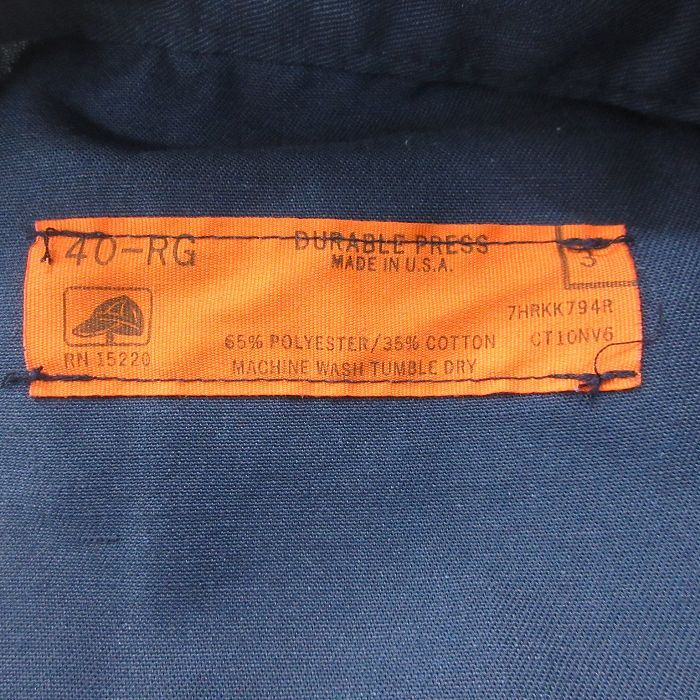 40-RG
DURABLE PRESS
MADE IN U.S.A.
3
7HRKK794R
65% POLYESTER/35% COTTON
CT10NV6
RN 15220
MACHINE WASH TUMBLE DRY